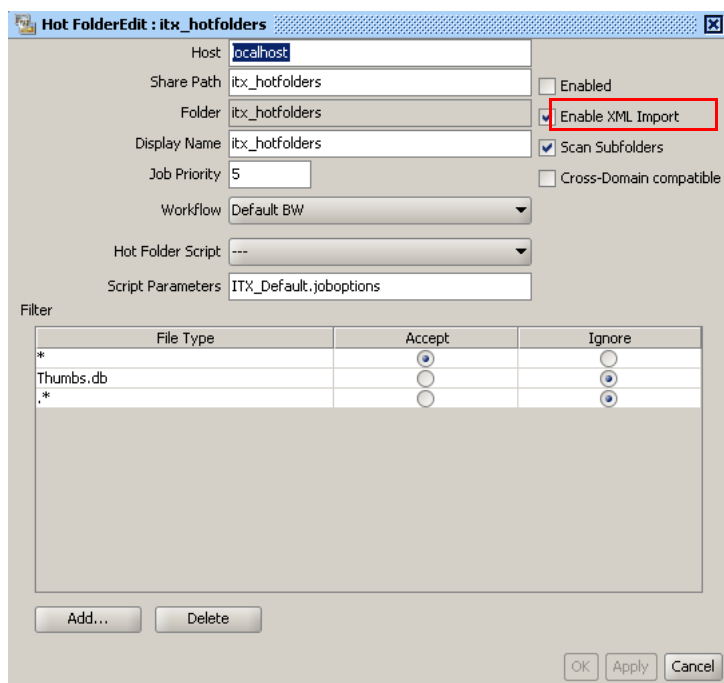 Hot FolderEdit : itx_hotfolders
Host localhost
Share Path itx_hotfolders
Enabled
Folder itx_hotfolders
Enable XML Import
Display Name itx_hotfolders
Scan Subfolders
Job Priority 5
Cross-Domain compatible
Workflow Default BW
Hot Folder Script ---
Script Parameters ITX_Default.joboptions
Filter
File Type Accept Ignore
*
Thumbs.db
.*
Add... Delete
OK Apply Cancel